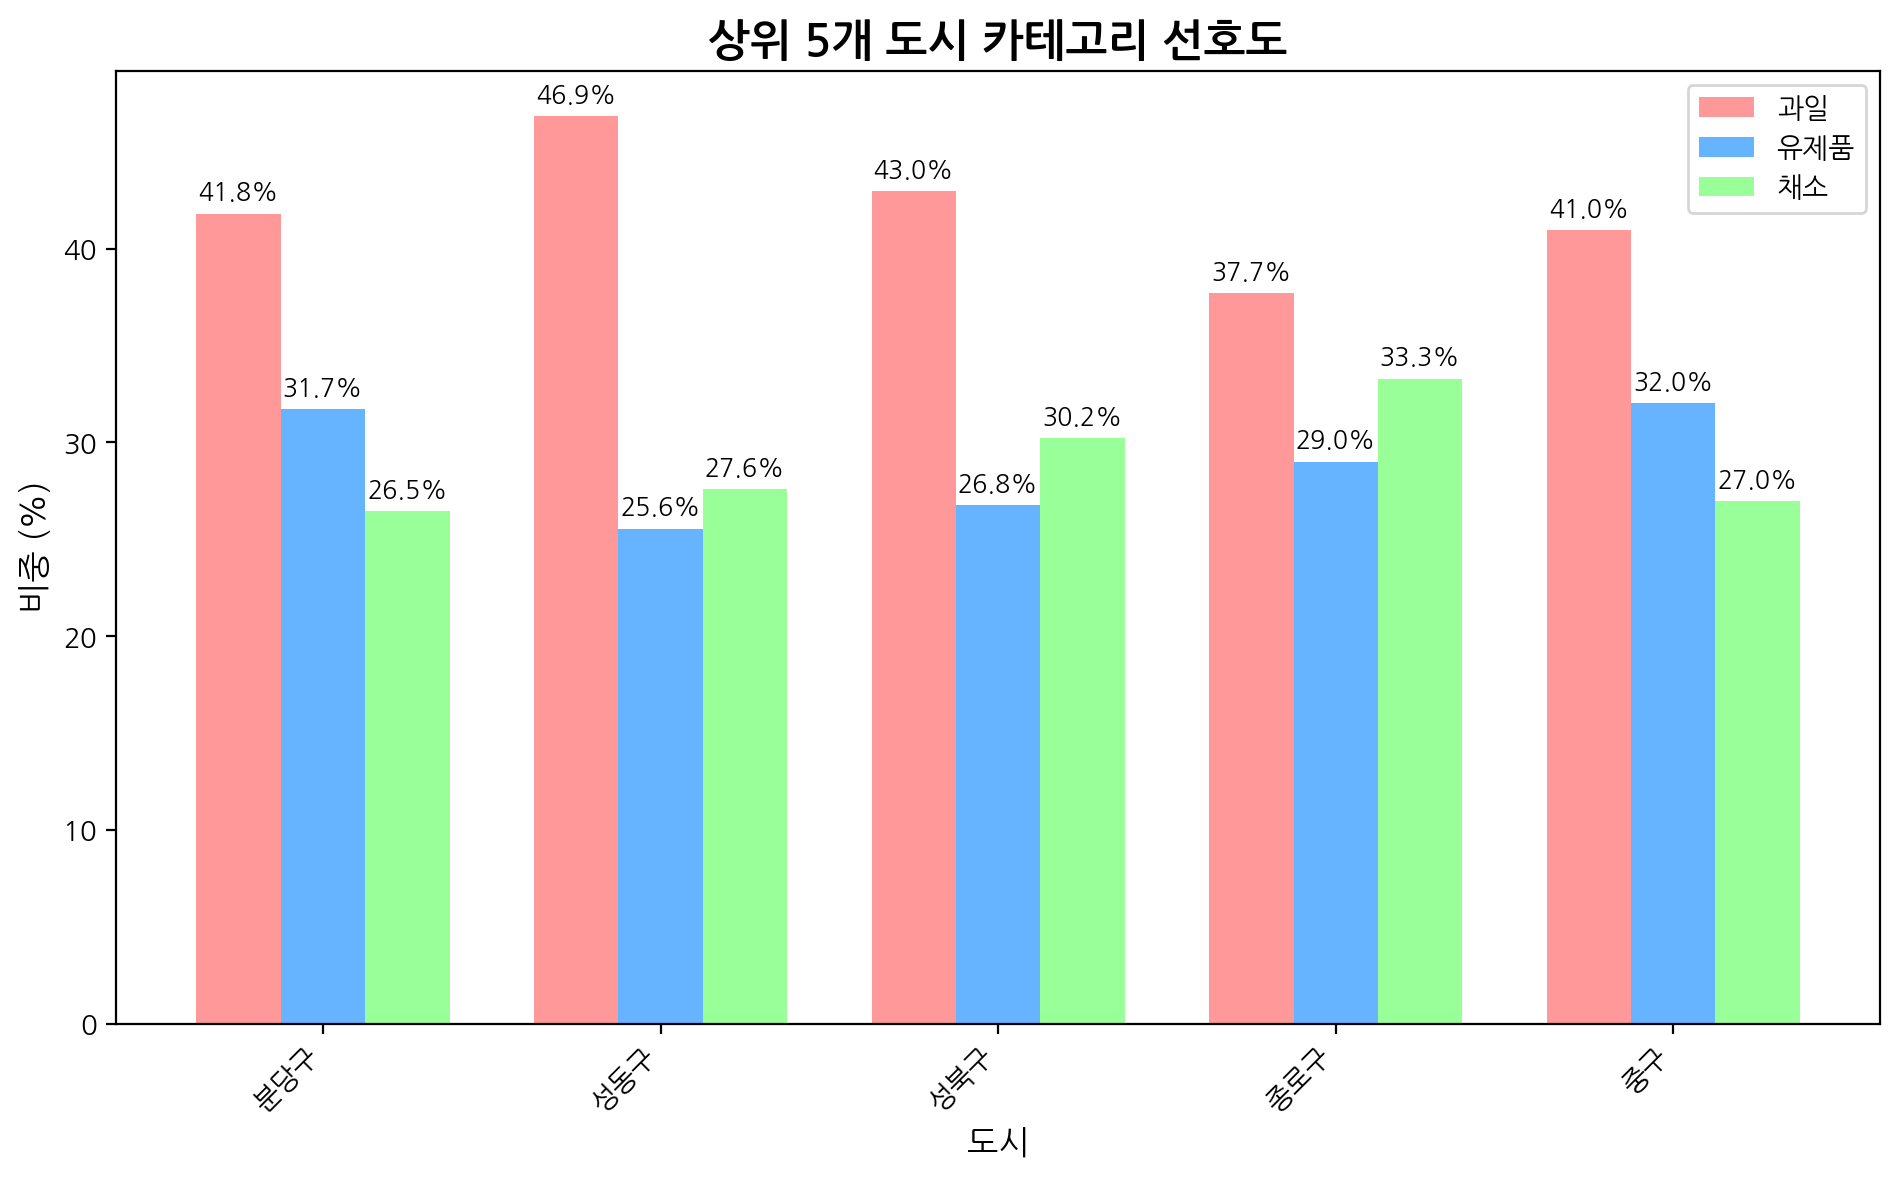 상위 5개 도시 카테고리 선호도
과일
유제품
채소
비중 (%)
40
30
20
10
0
41.8%
31.7%
26.5%
46.9%
25.6%
27.6%
43.0%
26.8%
30.2%
37.7%
29.0%
33.3%
41.0%
32.0%
27.0%
분당구
성동구
성북구
종로구
중구
도시